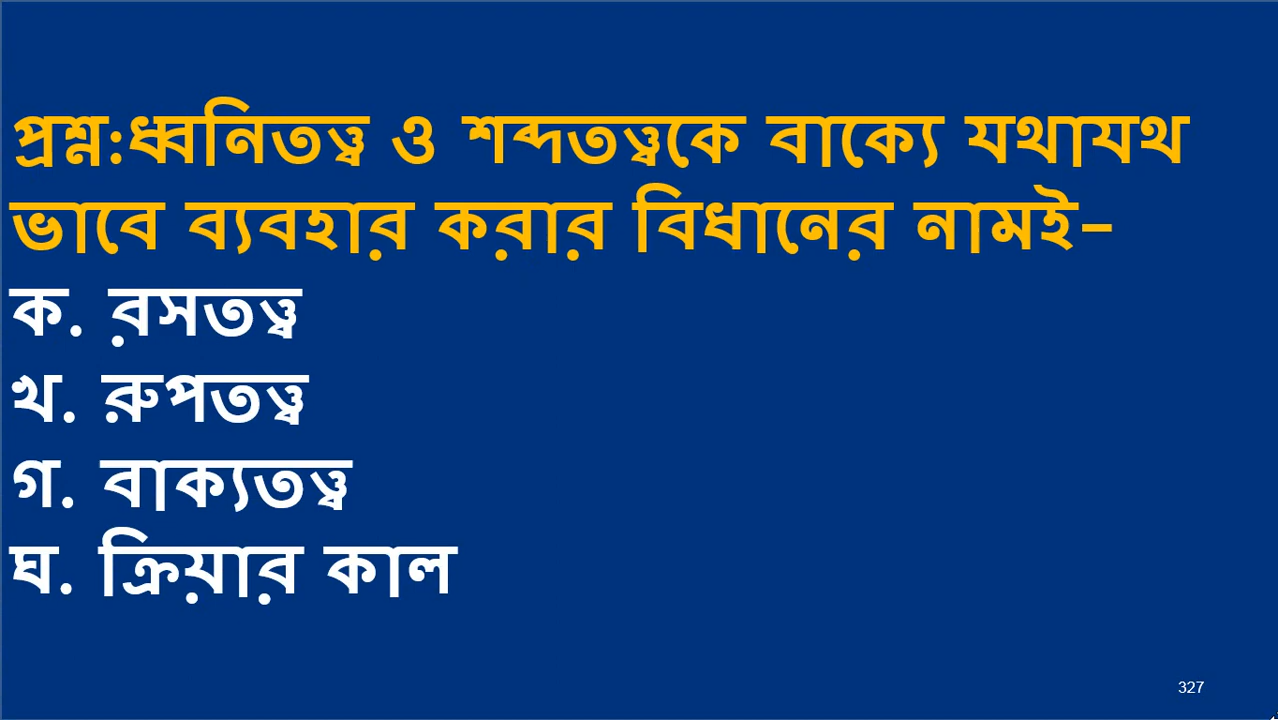 প্রশ্ন:ধ্বনিতত্ত্ব ও শব্দতত্ত্বকে বাক্যে যথাযথ
ভাবে ব্যবহার করার বিধানের নামই–
ক. রসতত্ত্ব
খ. রুপতত্ত্ব
গ. বাক্যতত্ত্ব
ঘ. ক্রিয়ার কাল
327